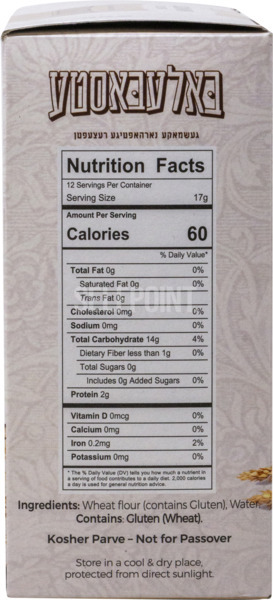 באלעבאסטע
געשמאקע נארהאפטיגע רעצעפטן
Nutrition Facts
12 Servings Per Container
Serving Size 17g
Amount Per Serving
Calories 60
% Daily Value*
Total Fat 0g 0%
Saturated Fat 0g 0%
Trans Fat 0g
Cholesterol 0mg 0%
Sodium 0mg 0%
Total Carbohydrate 14g 4%
Dietary Fiber less than 1g 0%
Total Sugars 0g
Includes 0g Added Sugars 0%
Protein 2g
Vitamin D 0mcg 0%
Calcium 0mg 0%
Iron 0.2mg 2%
Potassium 0mg 0%
* The % Daily Value (DV) tells you how much a nutrient in
a serving of food contributes to a daily diet. 2,000 calories
a day is used for general nutrition advice.
Ingredients: Wheat flour (contains Gluten), Water.
Contains: Gluten (Wheat).
Kosher Parve – Not for Passover
Store in a cool & dry place,
protected from direct sunlight.